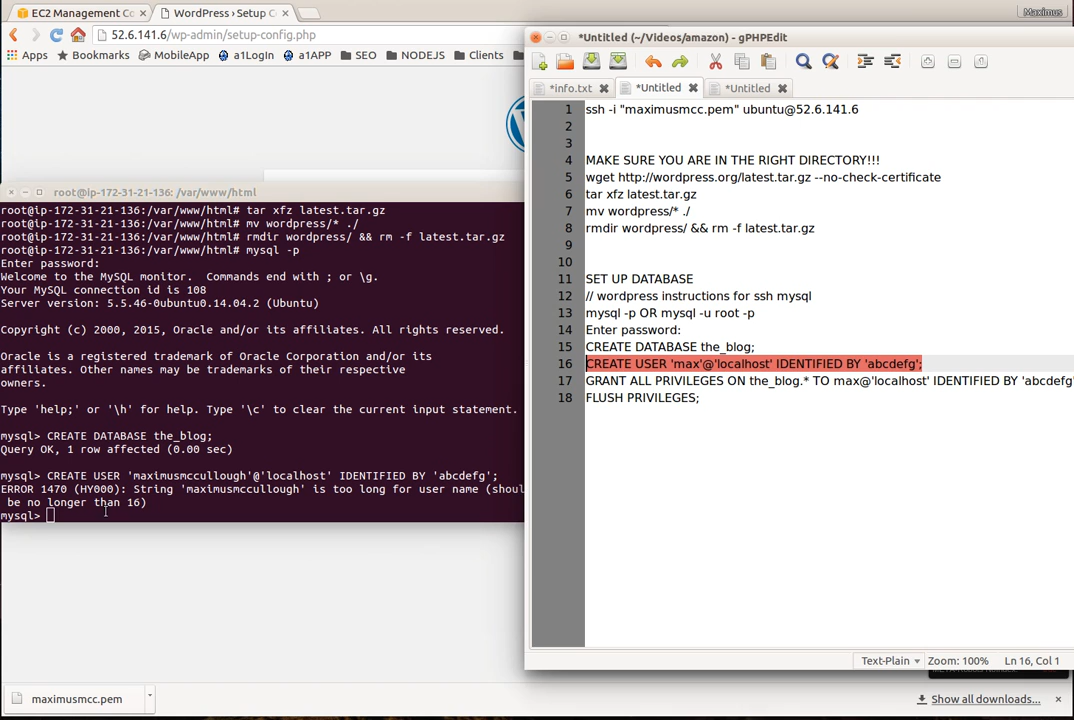 EC2 Management Co
WordPress › Setup C
Maximus
52.6.141.6/wp-admin/setup-config.php
Apps
Bookmarks
MobileApp
a1LogIn
a1APP
SEO
NODEJS
Clients
*Untitled (~/Videos/amazon) - gPHPEdit
*info.txt
*Untitled
*Untitled
root@ip-172-31-21-136: /var/www/html
root@ip-172-31-21-136:/var/www/html# tar xfz latest.tar.gz
root@ip-172-31-21-136:/var/www/html# mv wordpress/* ./
root@ip-172-31-21-136:/var/www/html# rmdir wordpress/ && rm -f latest.tar.gz
root@ip-172-31-21-136:/var/www/html# mysql -p
Enter password:
Welcome to the MySQL monitor.  Commands end with ; or \g.
Your MySQL connection id is 108
Server version: 5.5.46-0ubuntu0.14.04.2 (Ubuntu)
Copyright (c) 2000, 2015, Oracle and/or its affiliates. All rights reserved.
Oracle is a registered trademark of Oracle Corporation and/or its
affiliates. Other names may be trademarks of their respective
owners.
Type 'help;' or '\h' for help. Type '\c' to clear the current input statement.
mysql> CREATE DATABASE the_blog;
Query OK, 1 row affected (0.00 sec)
mysql> CREATE USER 'maximusmccullough'@'localhost' IDENTIFIED BY 'abcdefg';
ERROR 1470 (HY000): String 'maximusmccullough' is too long for user name (shoul
be no longer than 16)
mysql>
1 ssh -i "maximusmcc.pem" ubuntu@52.6.141.6
2
3
4 MAKE SURE YOU ARE IN THE RIGHT DIRECTORY!!!
5 wget http://wordpress.org/latest.tar.gz --no-check-certificate
6 tar xfz latest.tar.gz
7 mv wordpress/* ./
8 rmdir wordpress/ && rm -f latest.tar.gz
9
10
11 SET UP DATABASE
12 // wordpress instructions for ssh mysql
13 mysql -p OR mysql -u root -p
14 Enter password:
15 CREATE DATABASE the_blog;
16 CREATE USER 'max'@'localhost' IDENTIFIED BY 'abcdefg';
17 GRANT ALL PRIVILEGES ON the_blog.* TO max@'localhost' IDENTIFIED BY 'abcdefg'
18 FLUSH PRIVILEGES;
Text-Plain
Zoom: 100%
Ln 16, Col 1
maximusmcc.pem
Show all downloads...